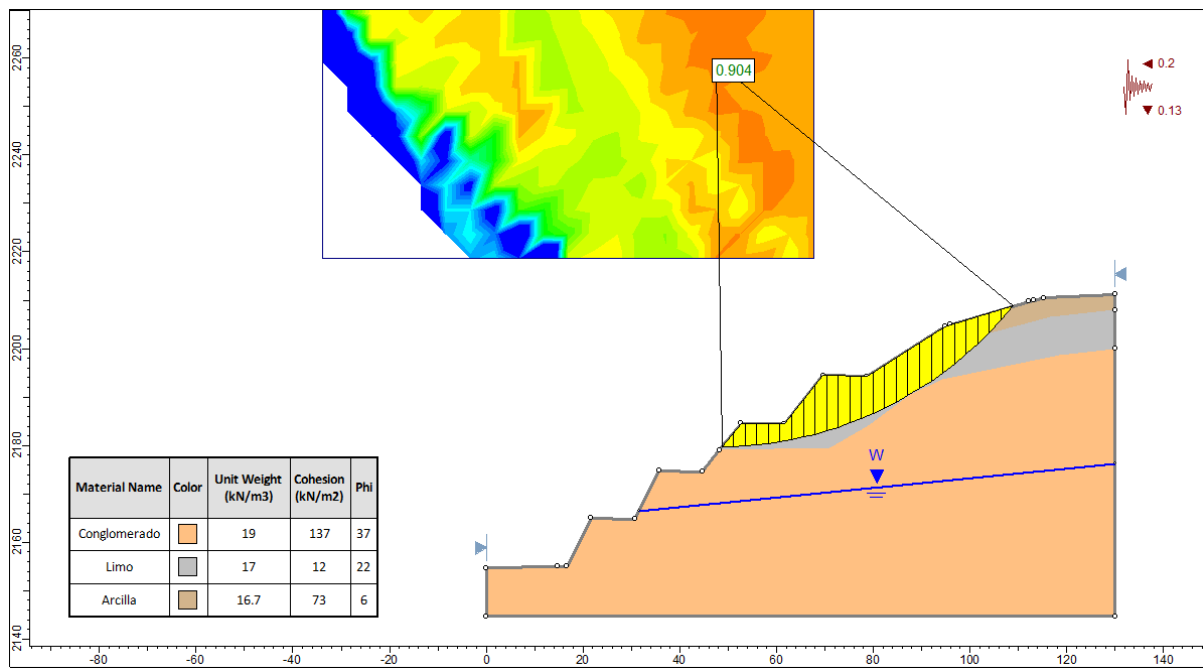 2260
2240
2220
2200
2180
2160
2140
0.904
0.2
0.13
W
Material Name Color Unit Weight (kN/m3) Cohesion (kN/m2) Phi
Conglomerado 19 137 37
Limo 17 12 22
Arcilla 16.7 73 6
-80 -60 -40 -20 0 20 40 60 80 100 120 140